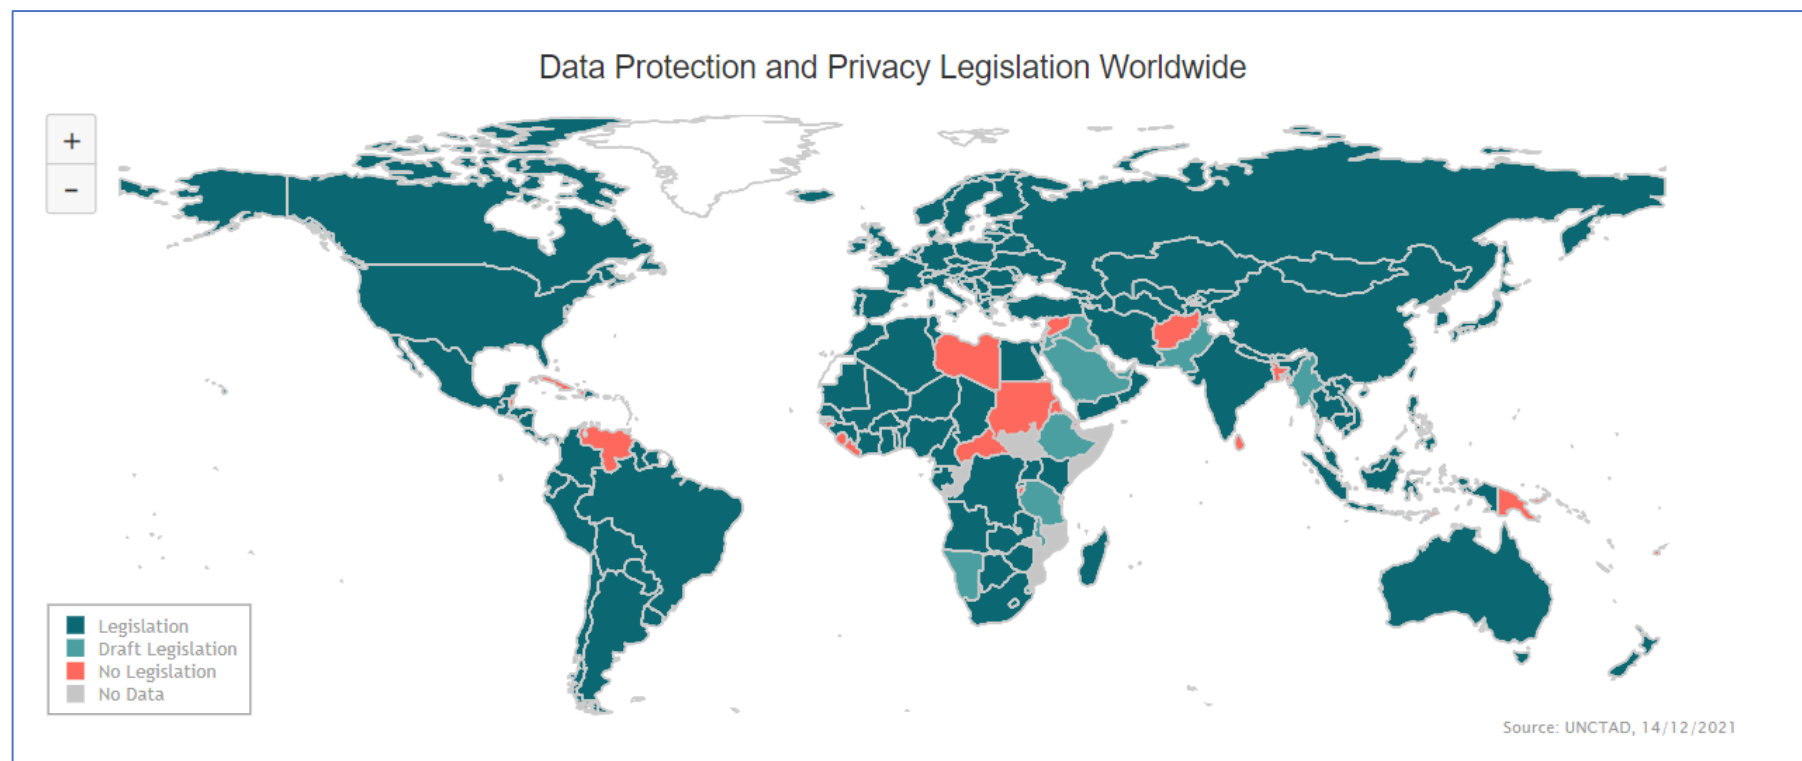 Data Protection and Privacy Legislation Worldwide
+
−
Legislation
Draft Legislation
No Legislation
No Data
Source: UNCTAD, 14/12/2021